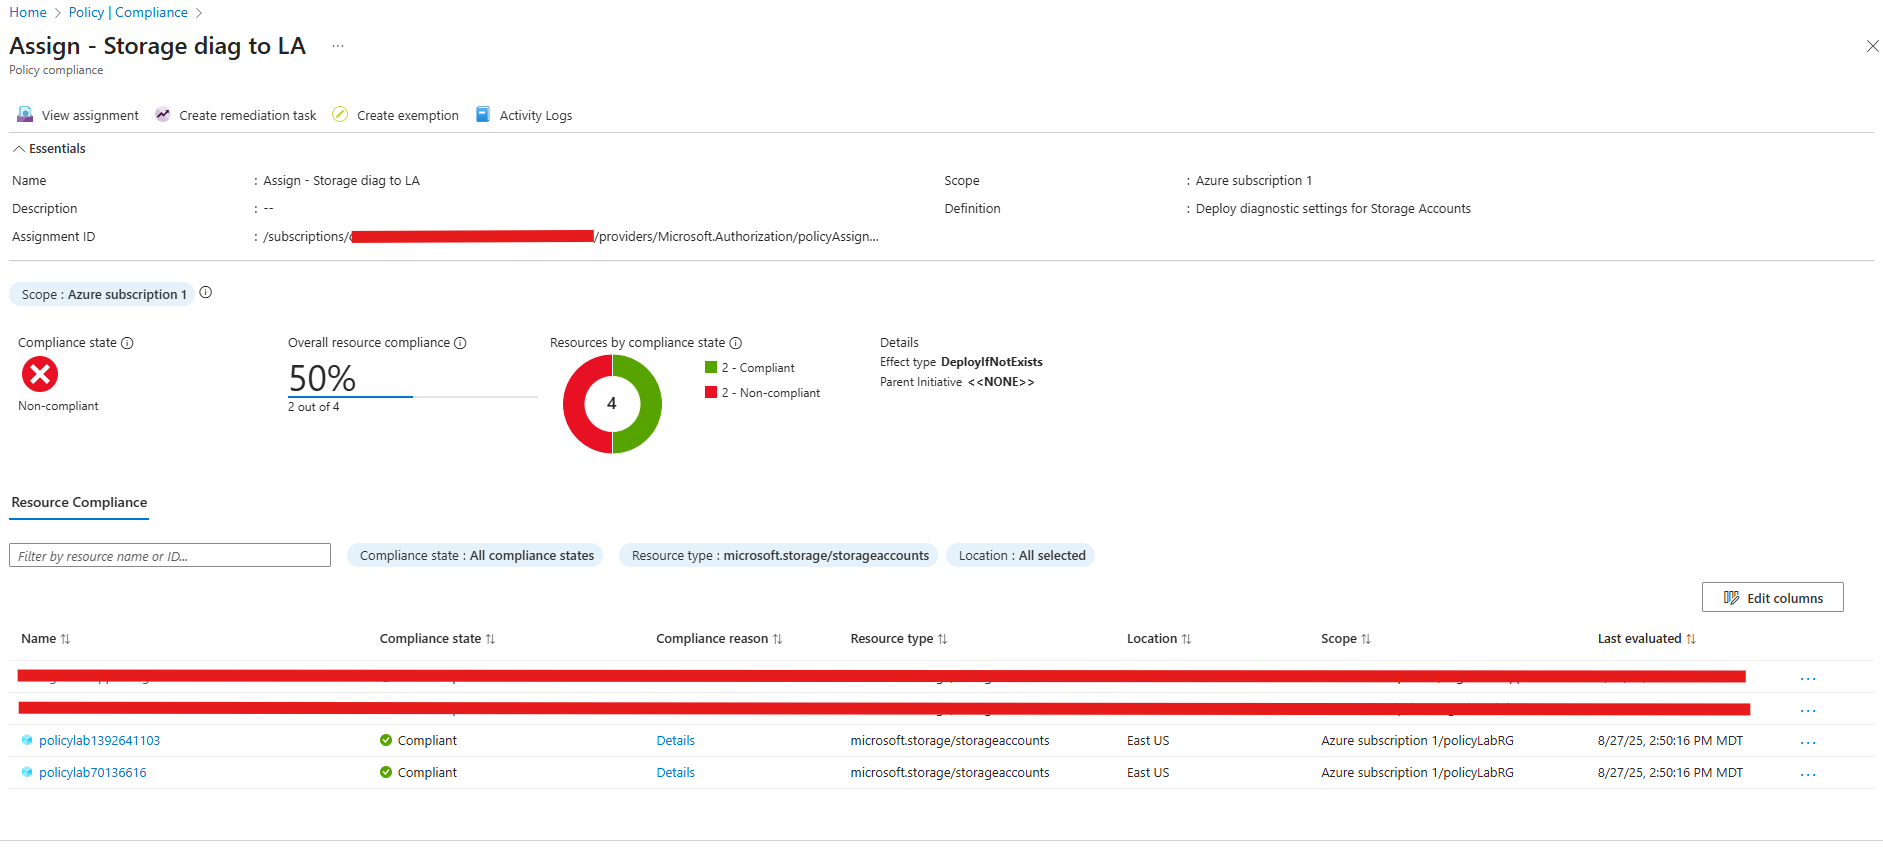 Home > Policy | Compliance >
Assign - Storage diag to LA ...
Policy compliance
View assignment Create remediation task Create exemption Activity Logs
Essentials
Name : Assign - Storage diag to LA Scope : Azure subscription 1
Description : -- Definition : Deploy diagnostic settings for Storage Accounts
Assignment ID : /subscriptions/ /providers/Microsoft.Authorization/policyAssign...
Scope : Azure subscription 1
Compliance state Overall resource compliance Resources by compliance state Details
50% 2 - Compliant Effect type DeployIfNotExists
Non-compliant 2 out of 4 4 2 - Non-compliant Parent Initiative <<NONE>>
Resource Compliance
Filter by resource name or ID... Compliance state : All compliance states Resource type : microsoft.storage/storageaccounts Location : All selected
Edit columns
Name Compliance state Compliance reason Resource type Location Scope Last evaluated
...
...
policylab1392641103 Compliant Details microsoft.storage/storageaccounts East US Azure subscription 1/policyLabRG 8/27/25, 2:50:16 PM MDT ...
policylab70136616 Compliant Details microsoft.storage/storageaccounts East US Azure subscription 1/policyLabRG 8/27/25, 2:50:16 PM MDT ...